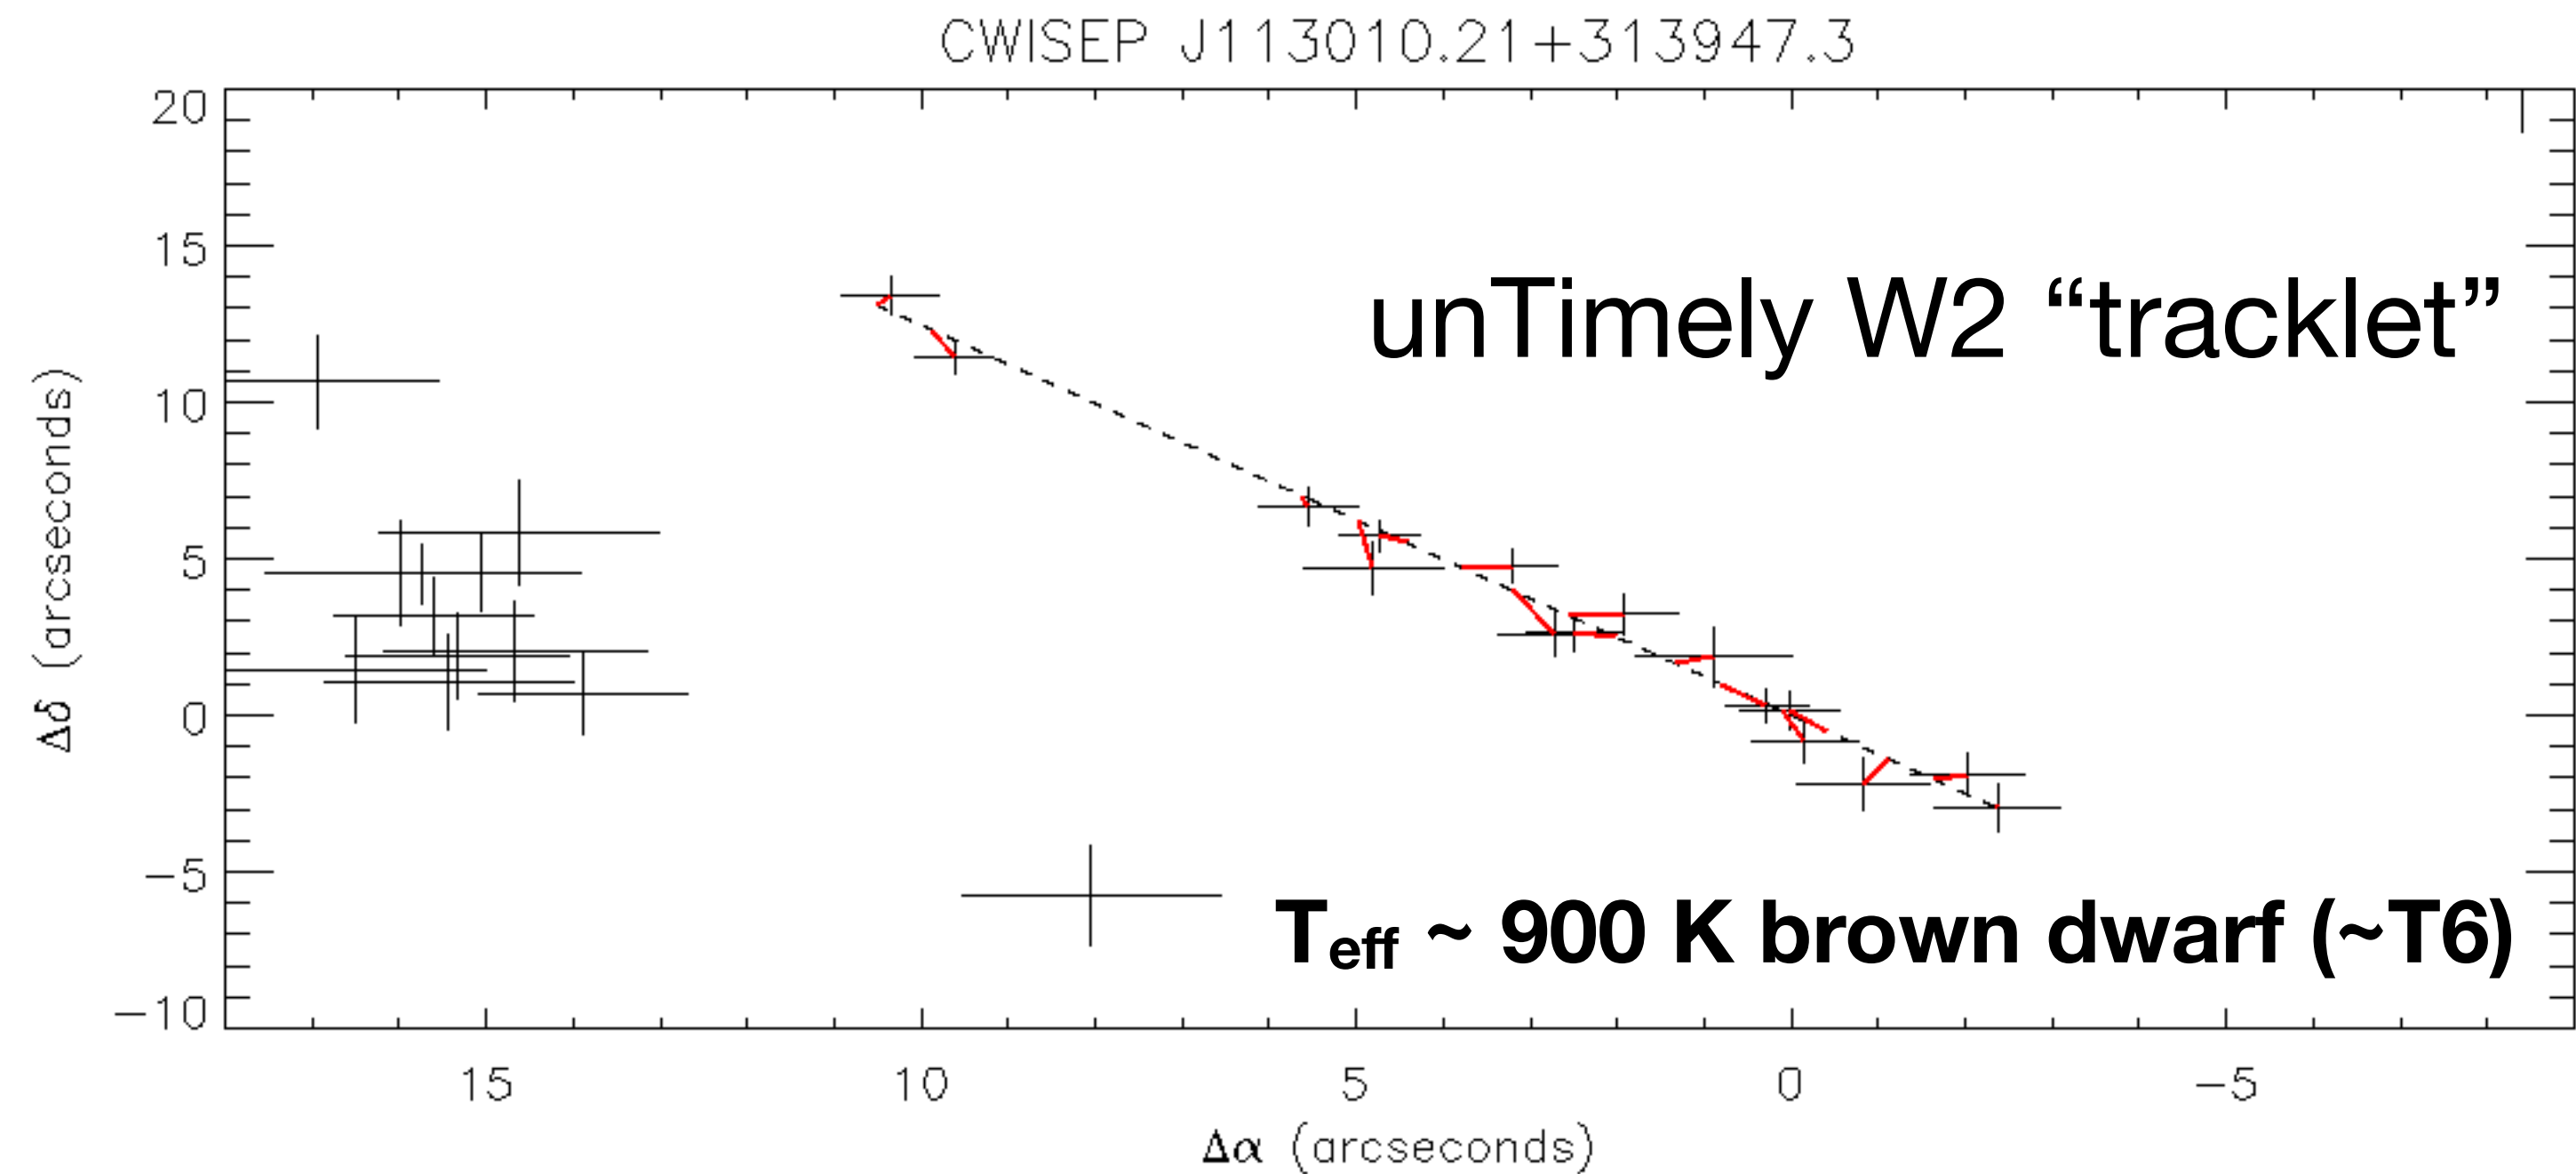 CWISEP J113010.21+313947.3
20
15
10
5
0
−5
−10
Δδ (arcseconds)
unTimely W2 “tracklet”
Teff ~ 900 K brown dwarf (~T6)
15 10 5 0 −5
Δα (arcseconds)